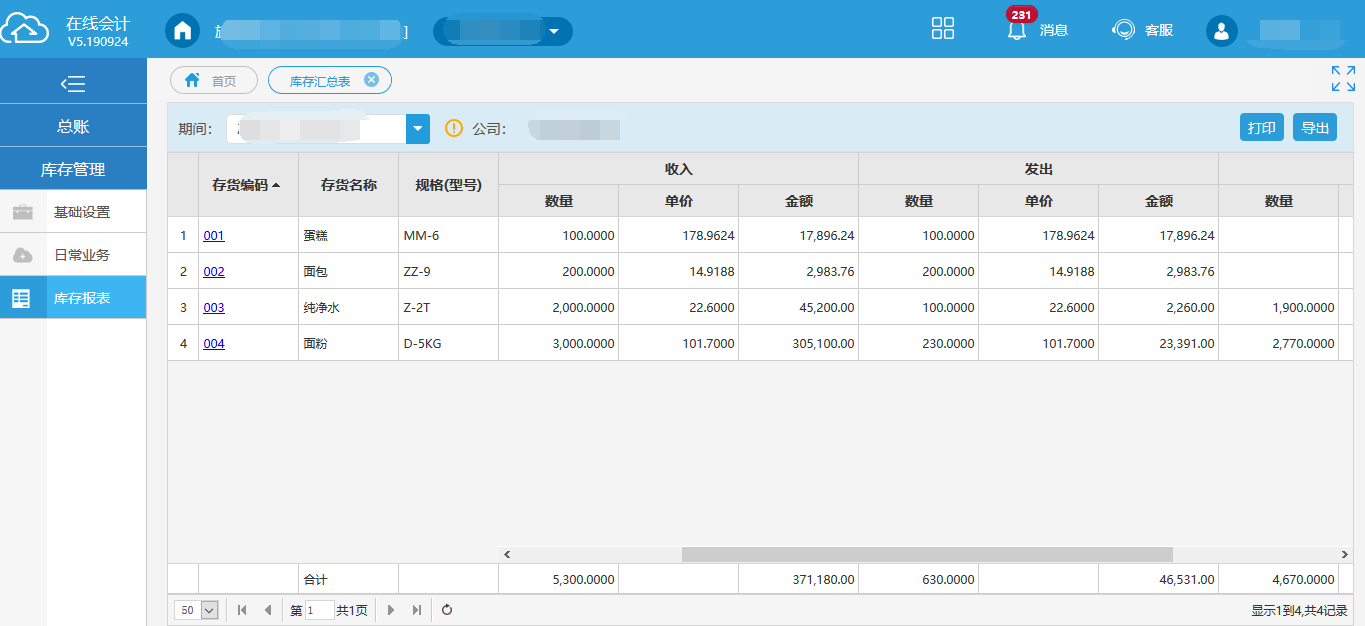 在线会计
V5.190924
]
231
消息
客服
首页
库存汇总表
总账
库存管理
基础设置
日常业务
库存报表
期间:
公司:
打印
导出
存货编码 存货名称 规格(型号) 收入 发出
数量 单价 金额 数量 单价 金额 数量
1 001 蛋糕 MM-6 100.0000 178.9624 17,896.24 100.0000 178.9624 17,896.24
2 002 面包 ZZ-9 200.0000 14.9188 2,983.76 200.0000 14.9188 2,983.76
3 003 纯净水 Z-2T 2,000.0000 22.6000 45,200.00 100.0000 22.6000 2,260.00 1,900.0000
4 004 面粉 D-5KG 3,000.0000 101.7000 305,100.00 230.0000 101.7000 23,391.00 2,770.0000
合计 5,300.0000 371,180.00 630.0000 46,531.00 4,670.0000
50 第 1 共1页 显示1到4,共4记录